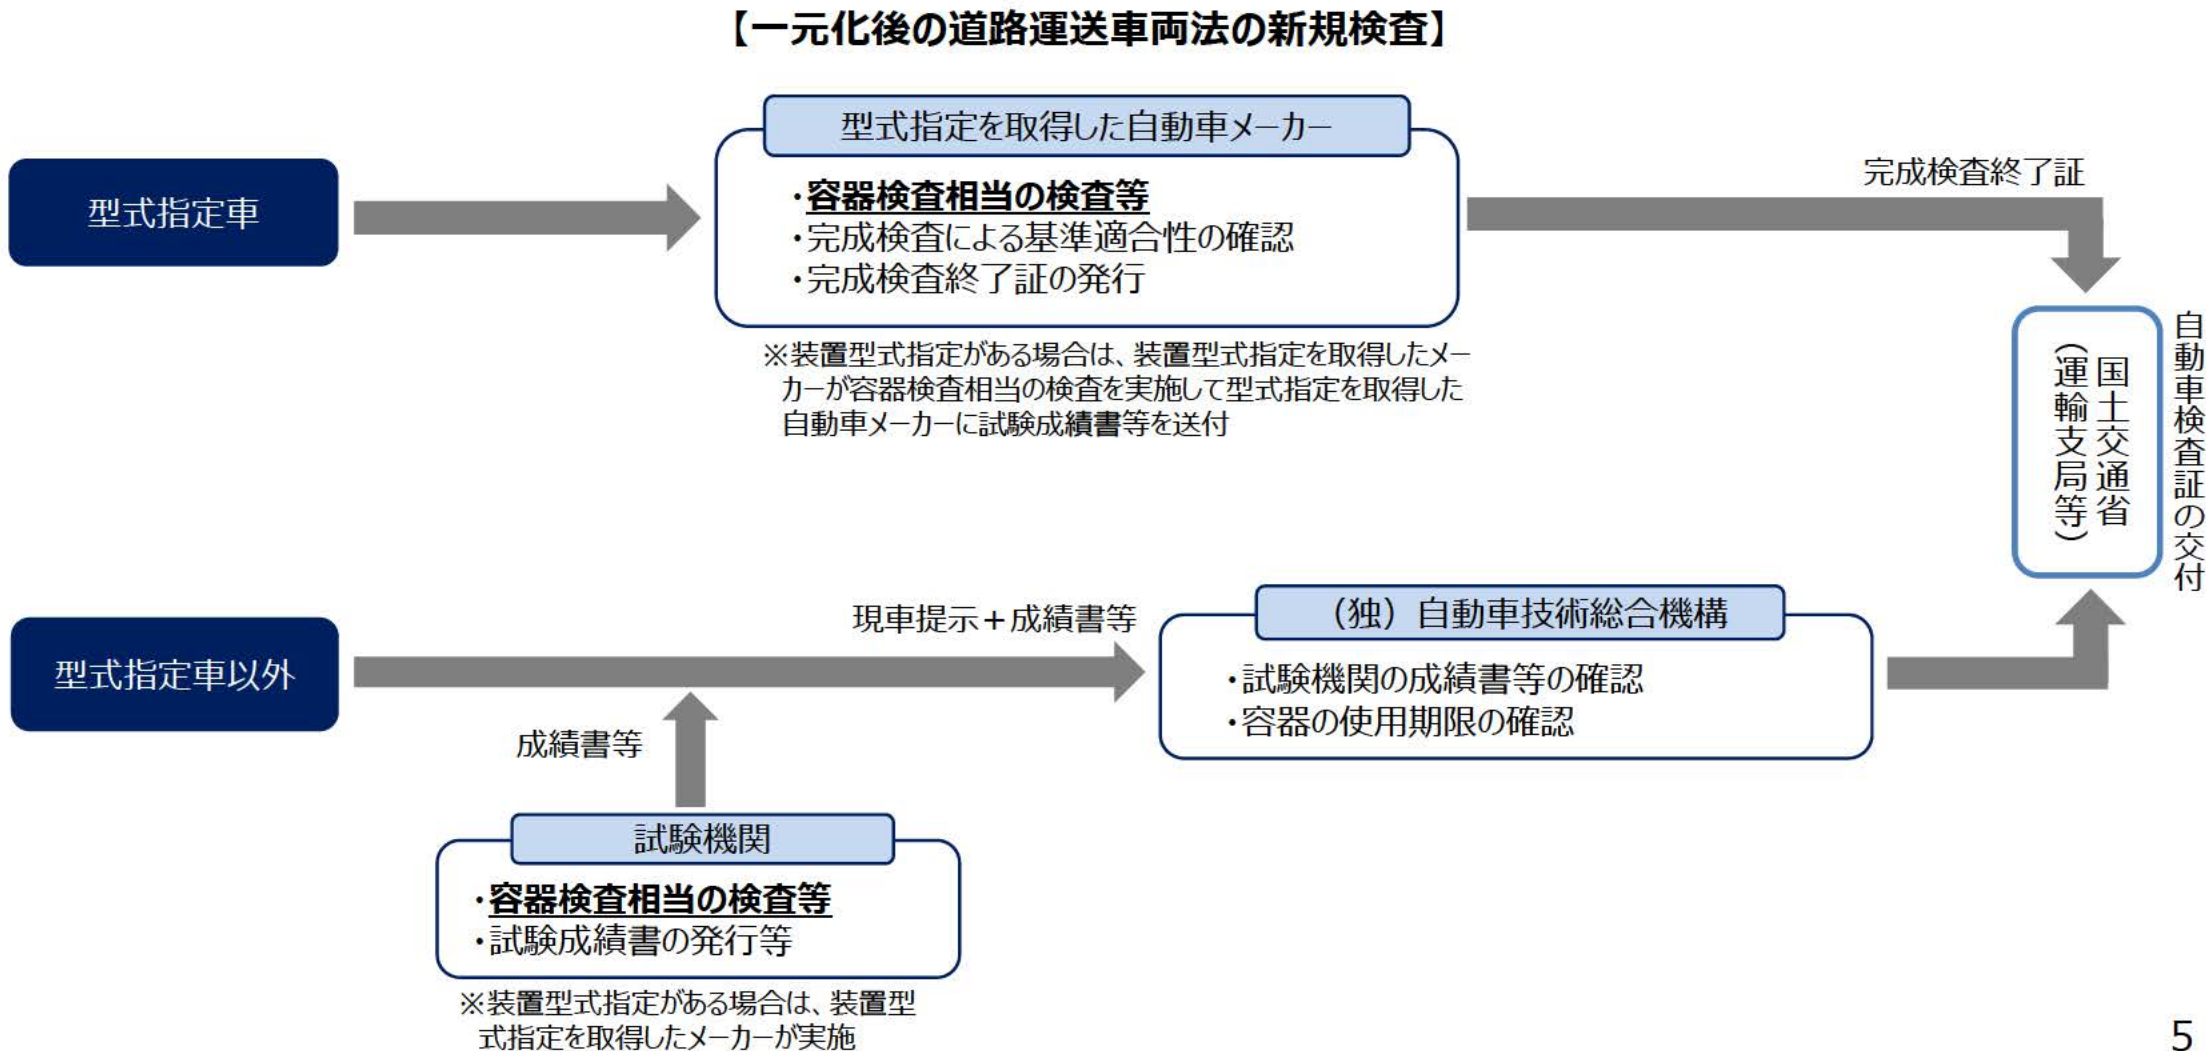 【一元化後の道路運送車両法の新規検査】
型式指定車
型式指定を取得した自動車メーカー
・容器検査相当の検査等
・完成検査による基準適合性の確認
・完成検査終了証の発行
※装置型式指定がある場合は、装置型式指定を取得したメー
カーが容器検査相当の検査を実施して型式指定を取得した
自動車メーカーに試験成績書等を送付
完成検査終了証
国土交通省
（運輸支局等）
自動車検査証の交付
型式指定車以外
現車提示＋成績書等
（独）自動車技術総合機構
・試験機関の成績書等の確認
・容器の使用期限の確認
成績書等
試験機関
・容器検査相当の検査等
・試験成績書の発行等
※装置型式指定がある場合は、装置型
式指定を取得したメーカーが実施
5